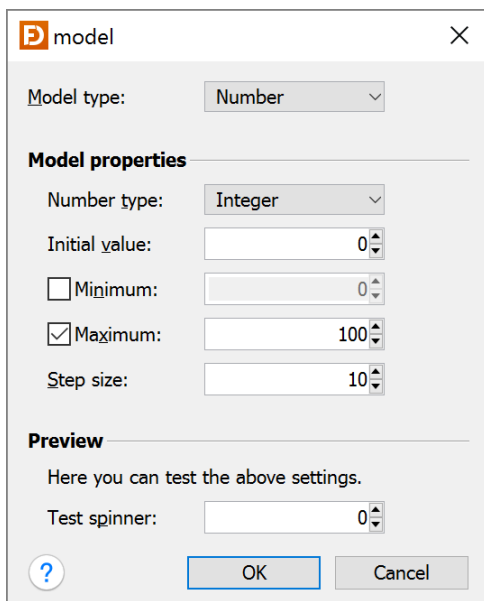 FD model
Model type: Number
Model properties
Number type: Integer
Initial value: 0
Minimum: 0
Maximum: 100
Step size: 10
Preview
Here you can test the above settings.
Test spinner: 0
? OK Cancel